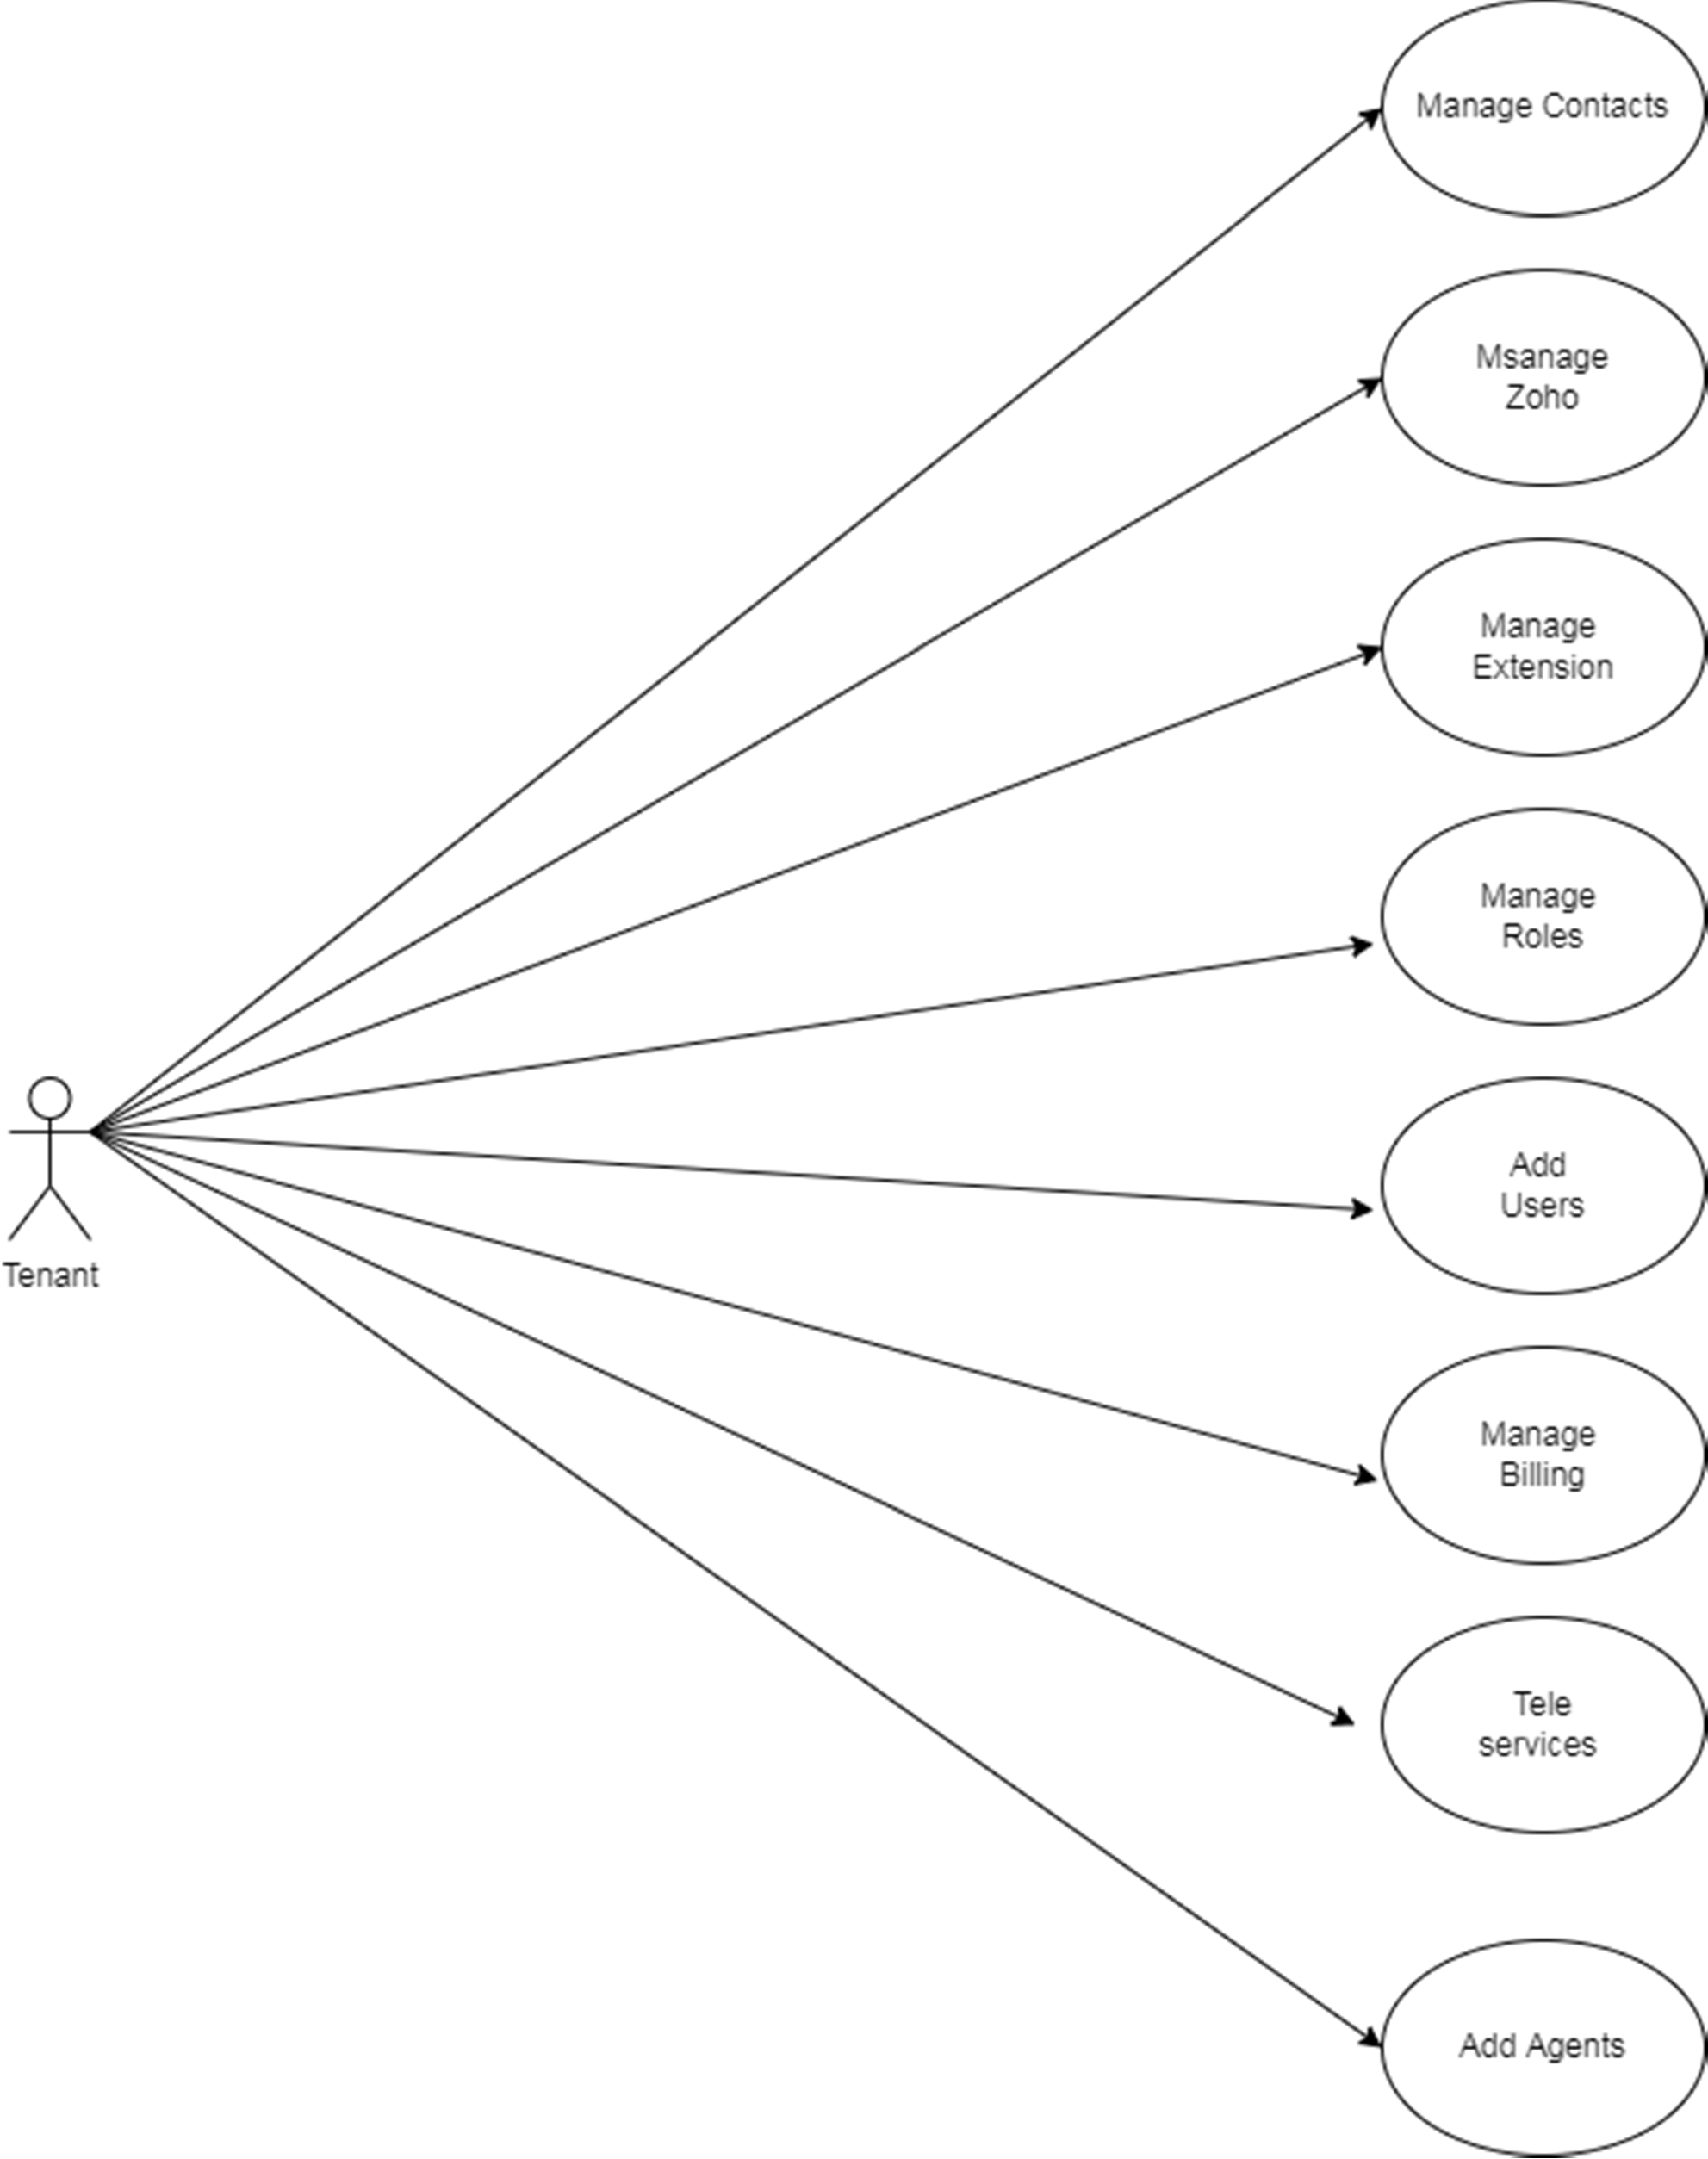 Manage Contacts
Msanage
Zoho
Manage
Extension
Manage
Roles
Add
Users
Tenant
Manage
Billing
Tele
services
Add Agents